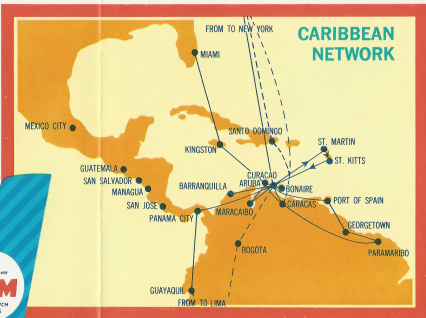 FROM TO NEW YORK
CARIBBEAN
NETWORK
MIAMI
MEXICO CITY
SANTO DOMINGO
KINGSTON
ST. MARTIN
ST. KITTS
GUATEMALA
SAN SALVADOR
MANAGUA
CURACAO
ARUBA
BONAIRE
BARRANQUILLA
SAN JOSE
MARACAIBO
CARACAS
PORT OF SPAIN
PANAMA CITY
GEORGETOWN
BOGOTA
PARAMARIBO
GUAYAQUIL
FROM TO LIMA
M